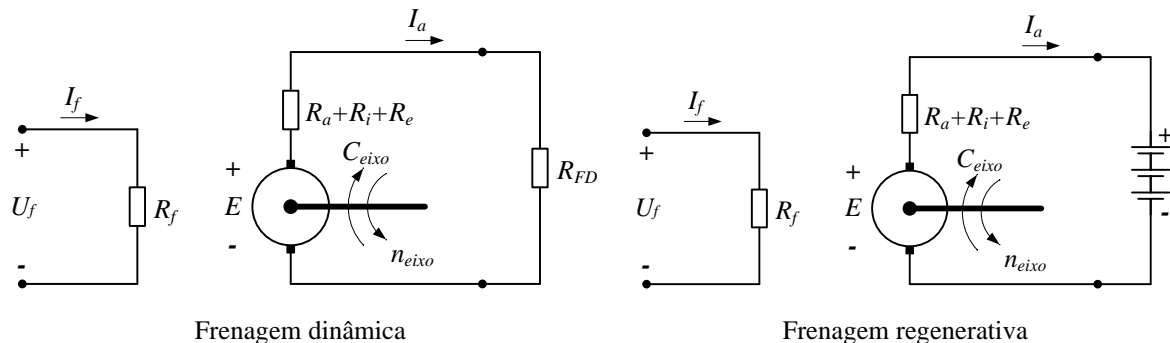 I_f
+
U_f
-
R_f
I_a
R_a+R_i+R_e
+
E
-
C_eixo
n_eixo
R_FD
Frenagem dinâmica
I_f
+
U_f
-
R_f
I_a
R_a+R_i+R_e
+
E
-
C_eixo
n_eixo
+
-
Frenagem regenerativa